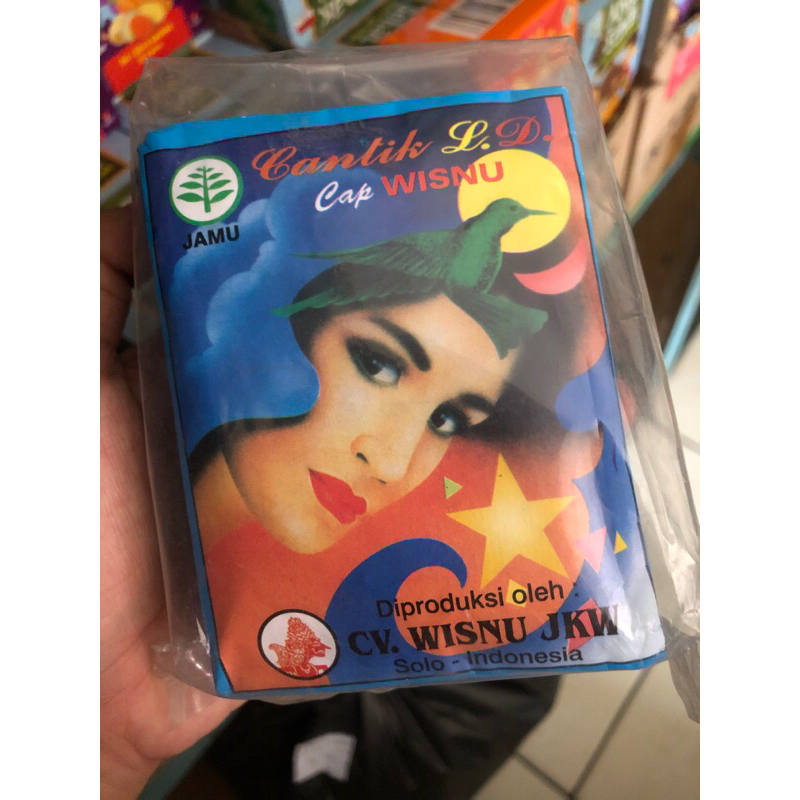 Cantik L.D.
Cap WISNU
JAMU
Diproduksi oleh :
CV. WISNU JKW
Solo - Indonesia